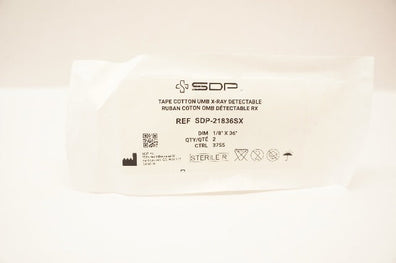 SDP
TAPE COTTON UMB X-RAY DETECTABLE
RUBAN COTON OMB DÉTECTABLE RX
REF SDP-21836SX
DIM 1/8" X 36"
QTY/QTÉ 2
CTRL 3755
STERILE R